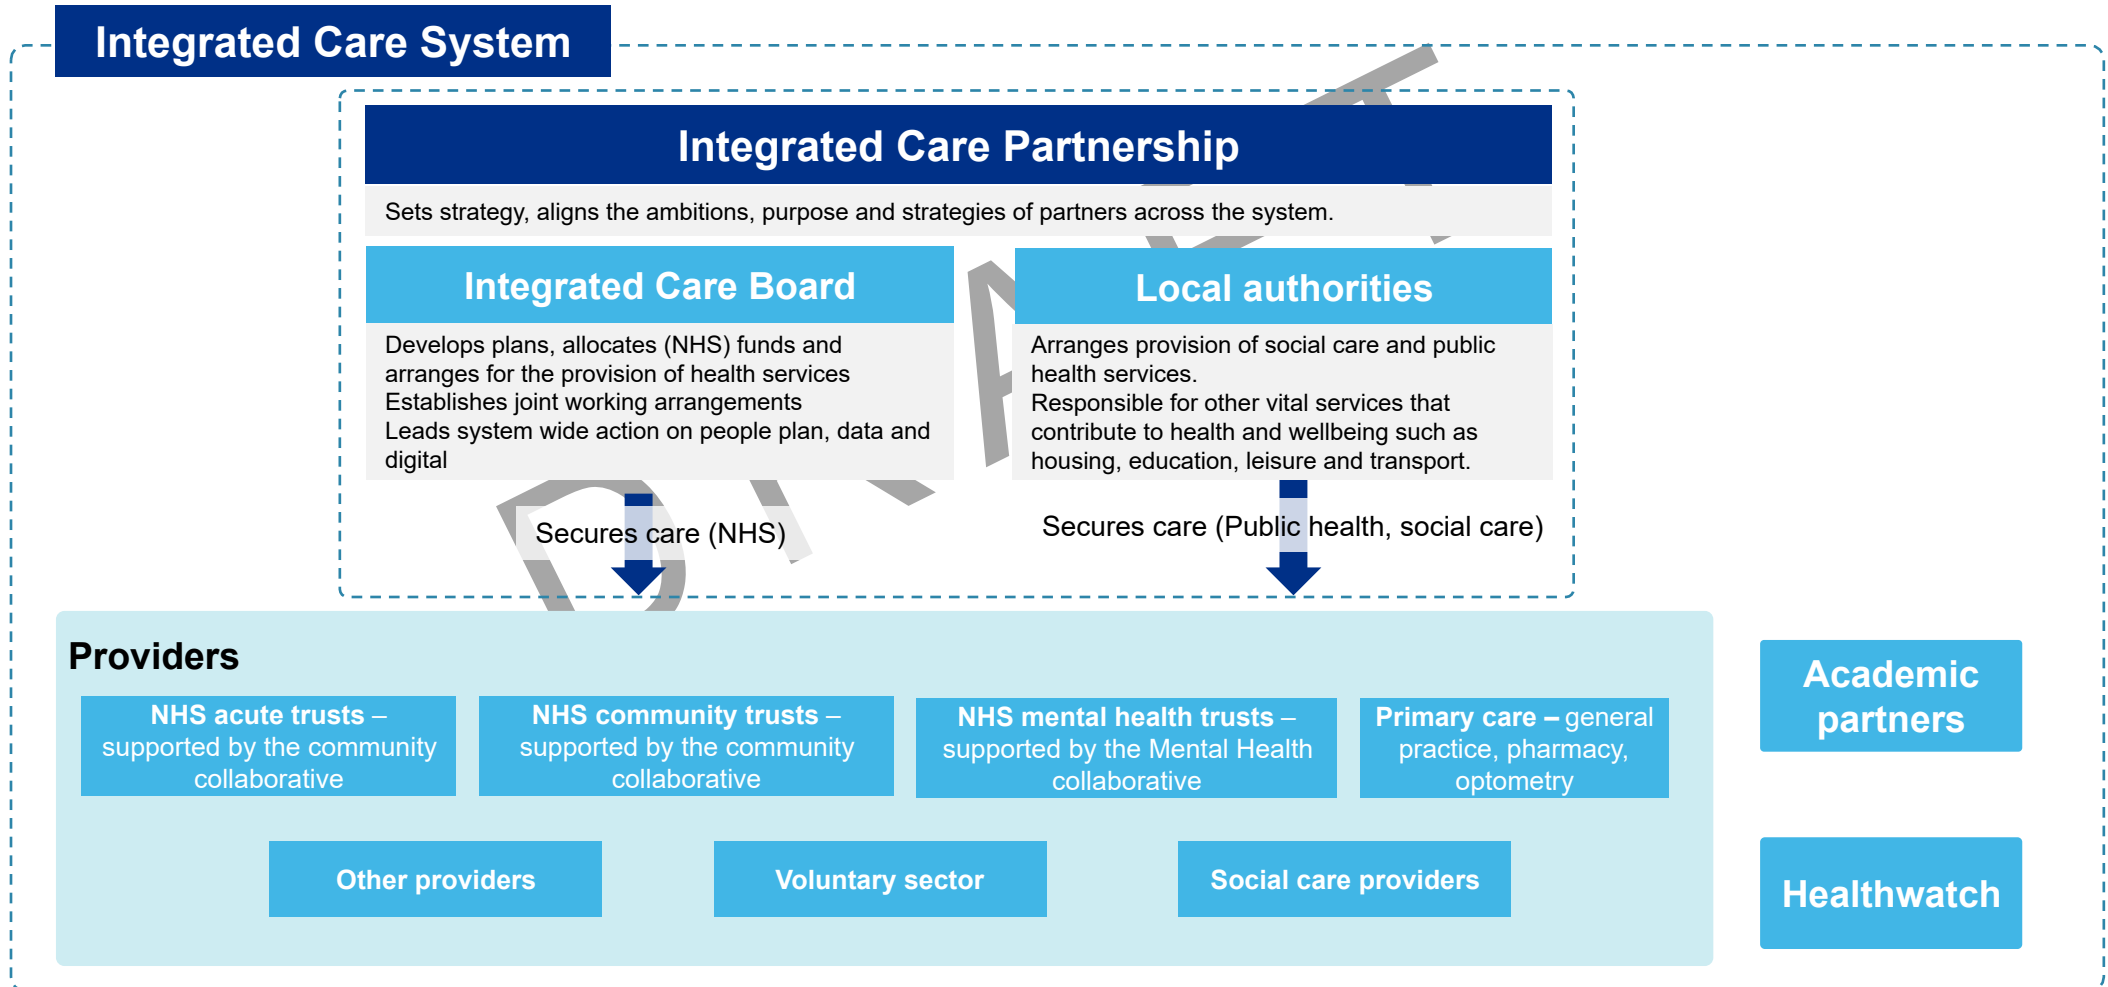 Integrated Care System
Integrated Care Partnership
Sets strategy, aligns the ambitions, purpose and strategies of partners across the system.
Integrated Care Board
Develops plans, allocates (NHS) funds and
arranges for the provision of health services
Establishes joint working arrangements
Leads system wide action on people plan, data and
digital
Local authorities
Arranges provision of social care and public
health services.
Responsible for other vital services that
contribute to health and wellbeing such as
housing, education, leisure and transport.
Secures care (NHS)
Secures care (Public health, social care)
DRAFT
Providers
NHS acute trusts –
supported by the community
collaborative
NHS community trusts –
supported by the community
collaborative
NHS mental health trusts –
supported by the Mental Health
collaborative
Primary care – general
practice, pharmacy,
optometry
Other providers
Voluntary sector
Social care providers
Academic
partners
Healthwatch